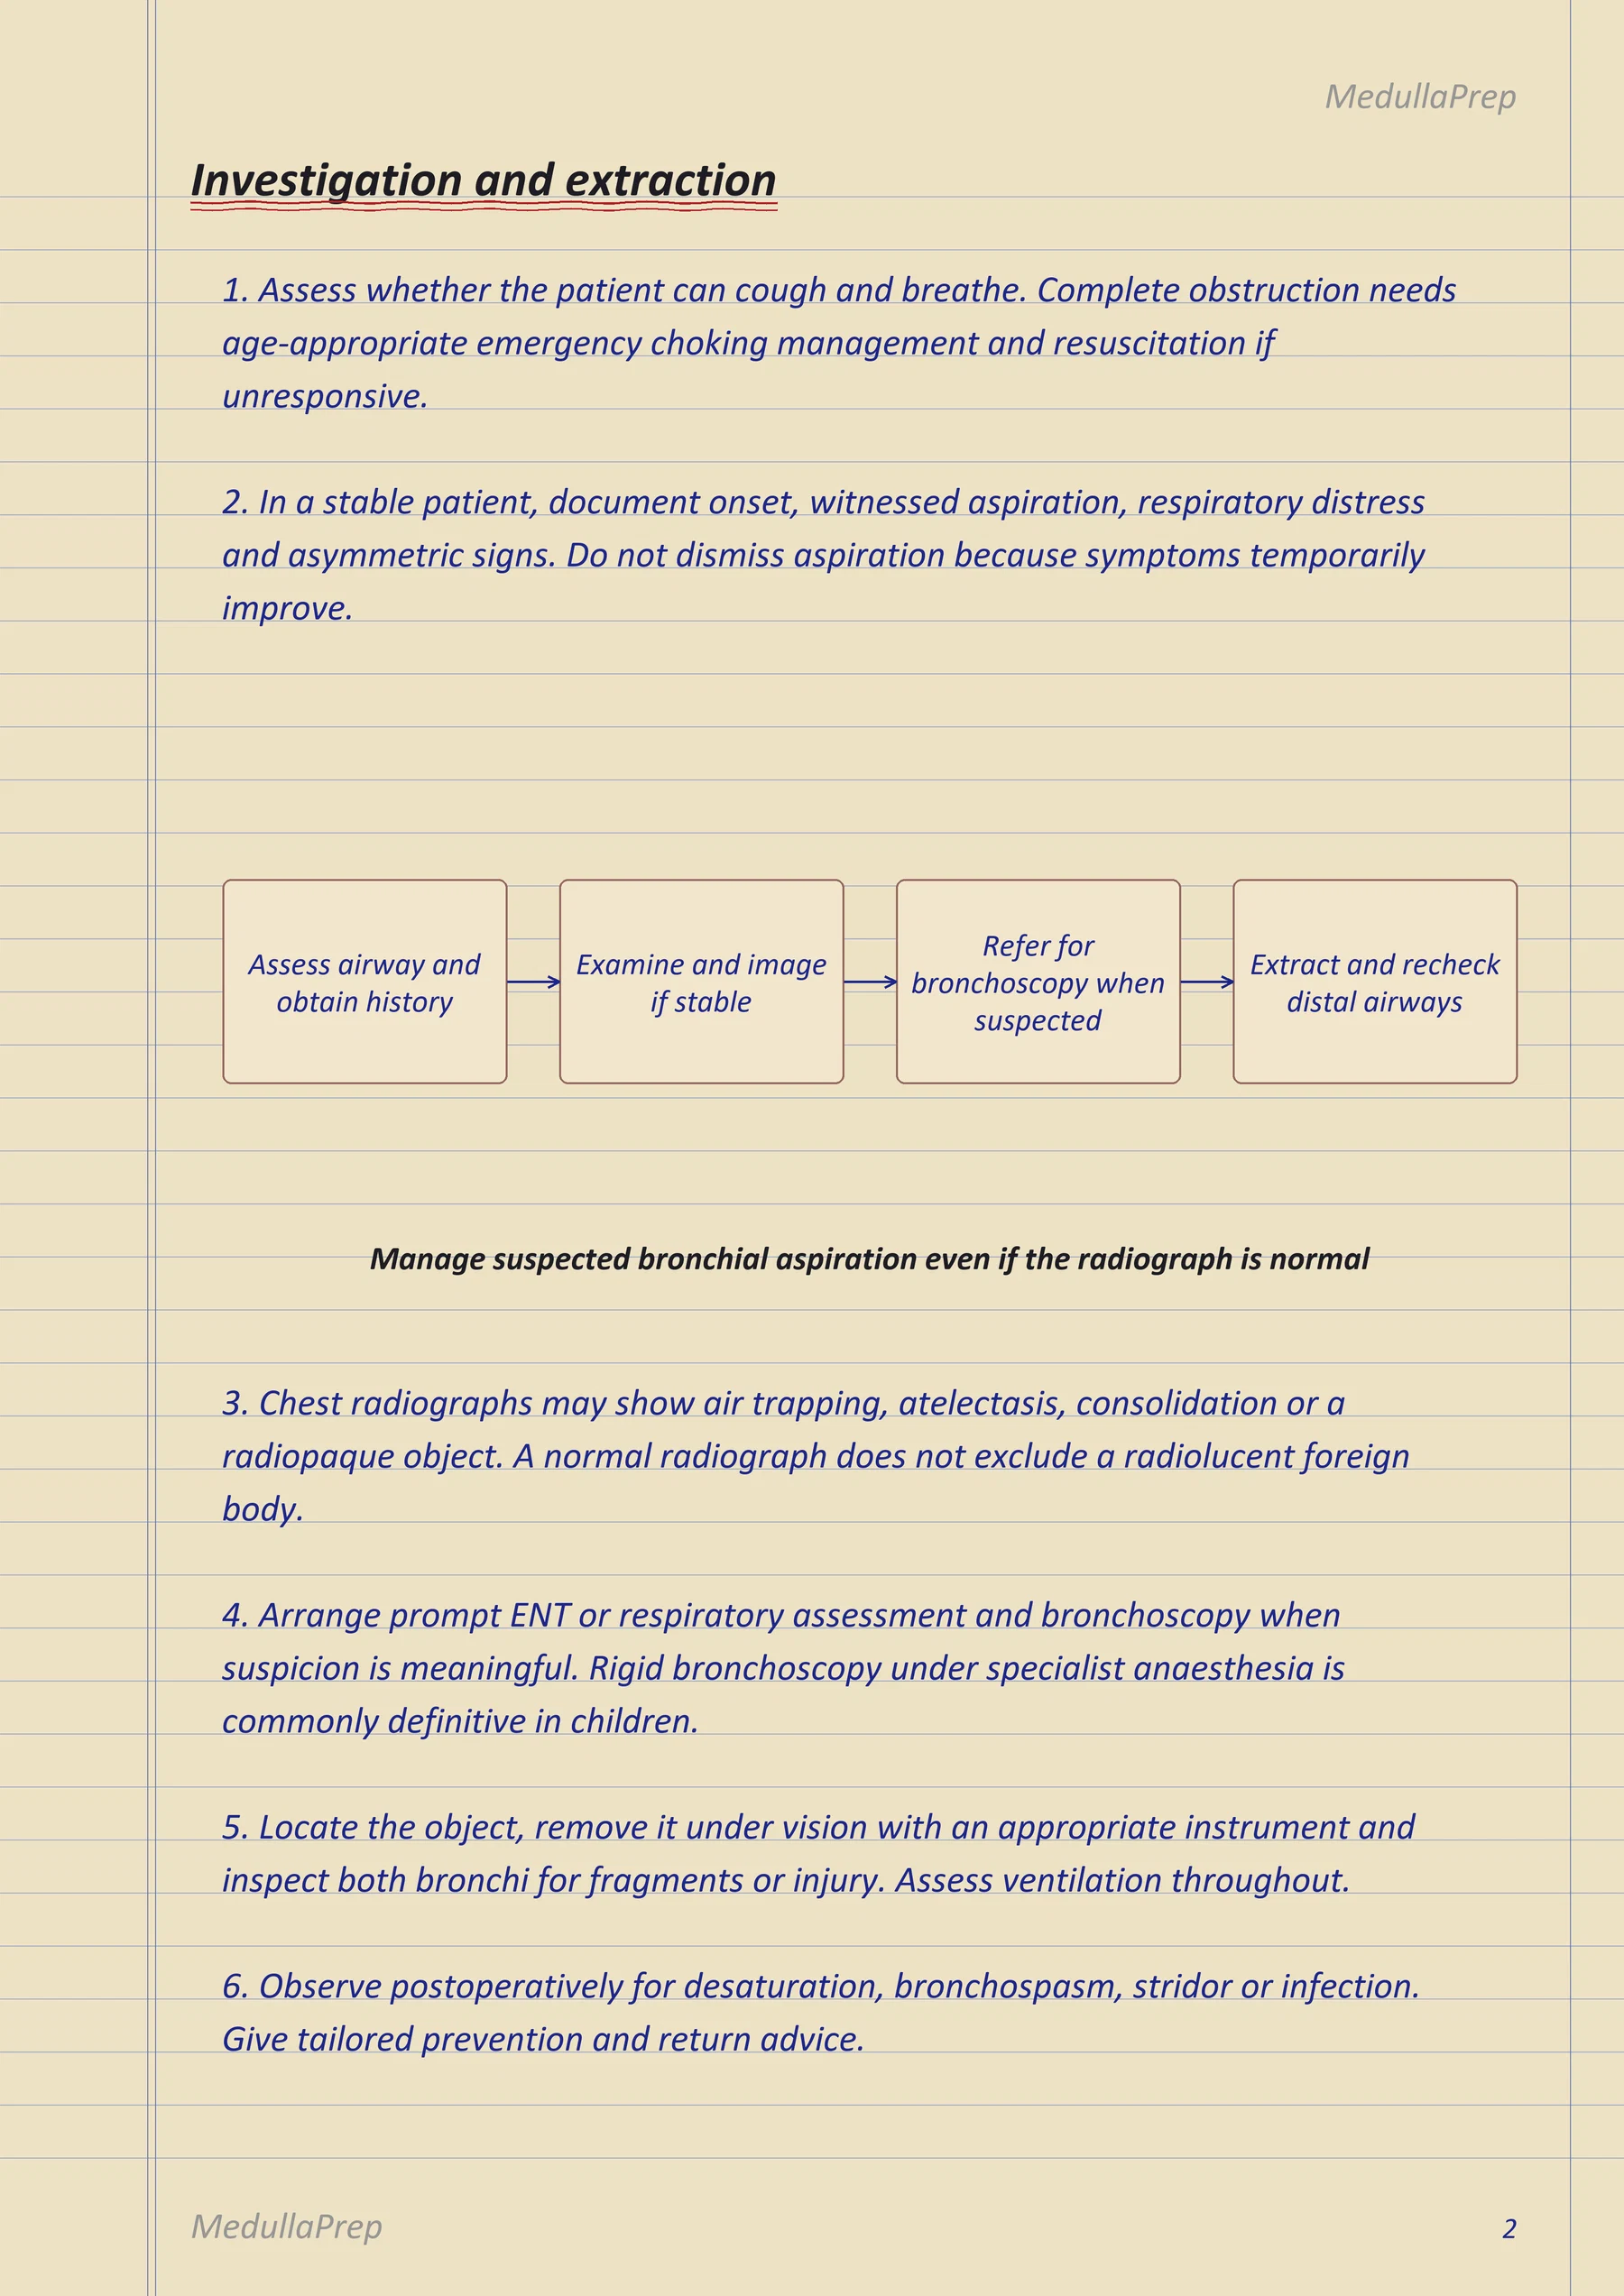 MedullaPrep
Investigation and extraction
1. Assess whether the patient can cough and breathe. Complete obstruction needs
age-appropriate emergency choking management and resuscitation if
unresponsive.
2. In a stable patient, document onset, witnessed aspiration, respiratory distress
and asymmetric signs. Do not dismiss aspiration because symptoms temporarily
improve.
Assess airway and
obtain history
Examine and image
if stable
Refer for
bronchoscopy when
suspected
Extract and recheck
distal airways
Manage suspected bronchial aspiration even if the radiograph is normal
3. Chest radiographs may show air trapping, atelectasis, consolidation or a
radiopaque object. A normal radiograph does not exclude a radiolucent foreign
body.
4. Arrange prompt ENT or respiratory assessment and bronchoscopy when
suspicion is meaningful. Rigid bronchoscopy under specialist anaesthesia is
commonly definitive in children.
5. Locate the object, remove it under vision with an appropriate instrument and
inspect both bronchi for fragments or injury. Assess ventilation throughout.
6. Observe postoperatively for desaturation, bronchospasm, stridor or infection.
Give tailored prevention and return advice.
MedullaPrep
2